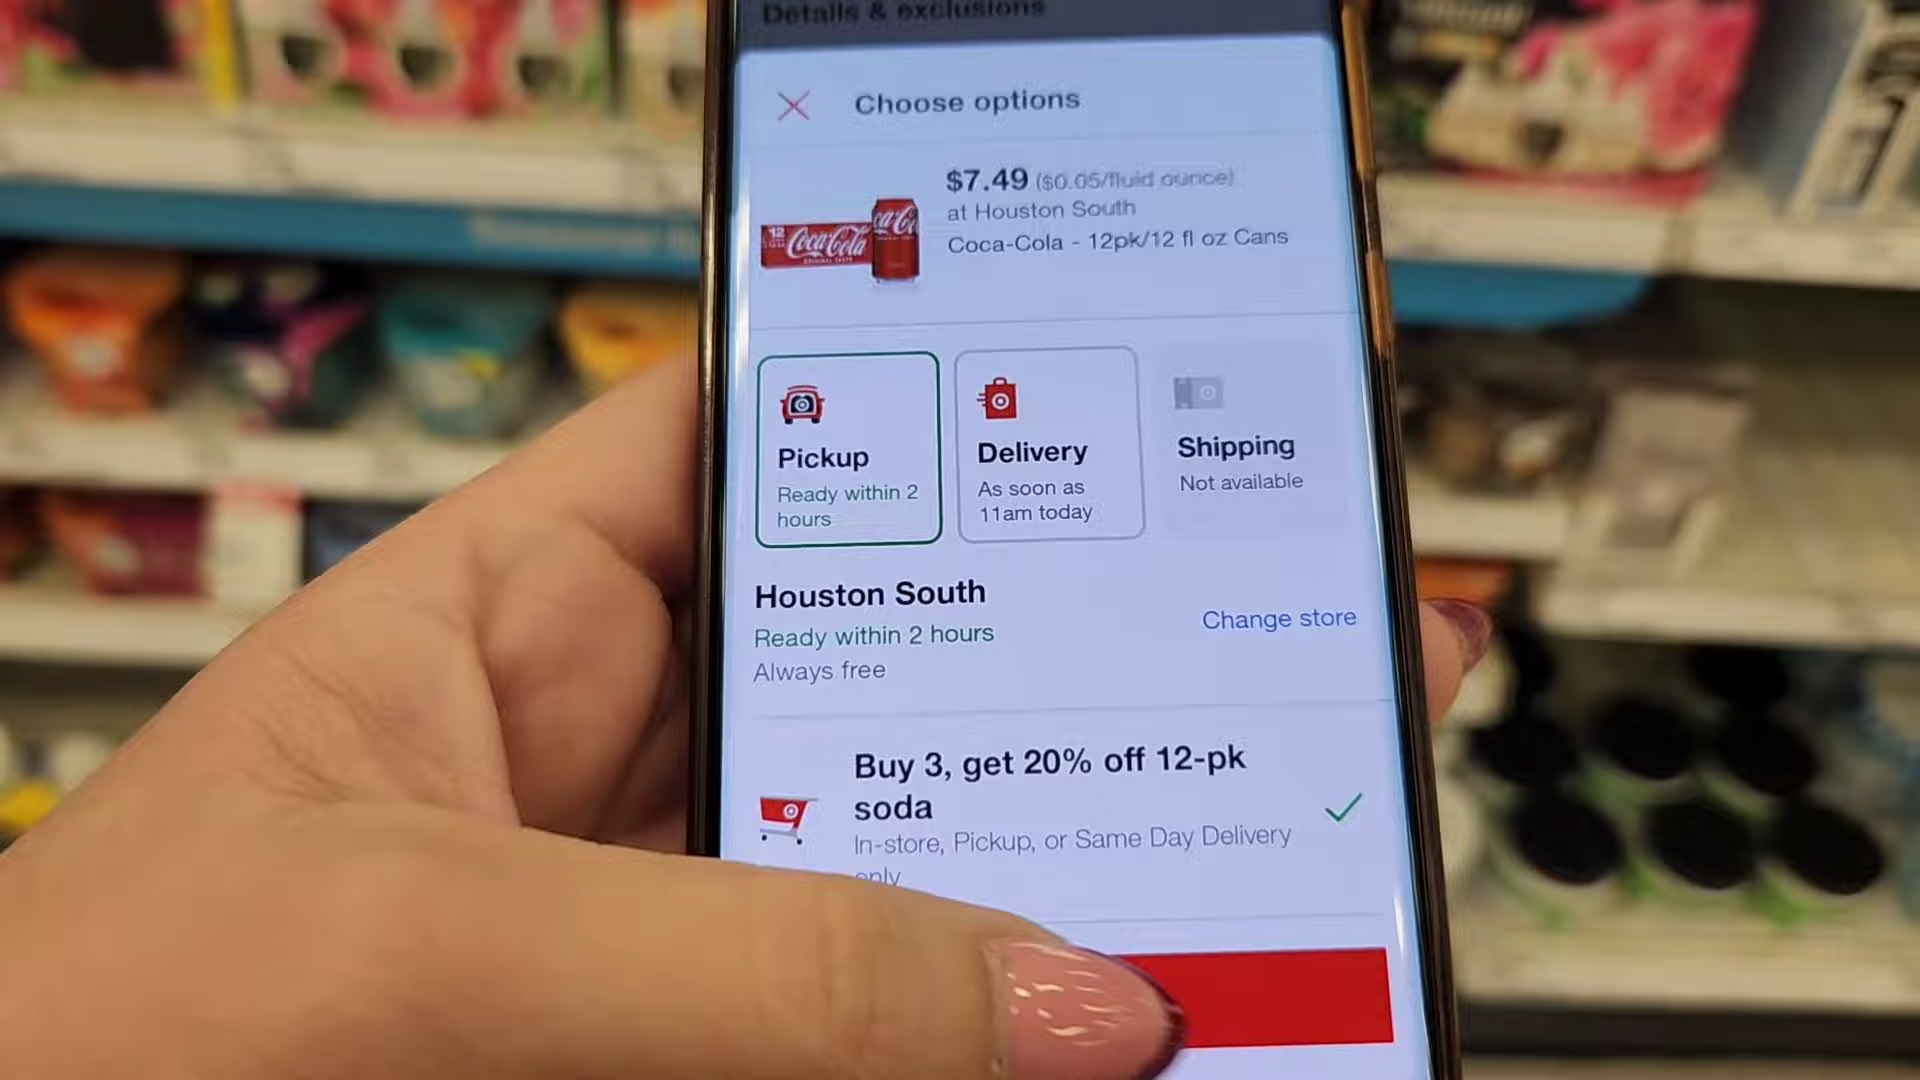 Details & exclusions
Choose options
$7.49 ($0.05/fluid ounce)
at Houston South
Coca-Cola - 12pk/12 fl oz Cans
12
Coca-Cola
ORIGINAL TASTE
Pickup
Ready within 2
hours
Delivery
As soon as
11am today
Shipping
Not available
Houston South
Ready within 2 hours
Change store
Always free
Buy 3, get 20% off 12-pk
soda
In-store, Pickup, or Same Day Delivery
only